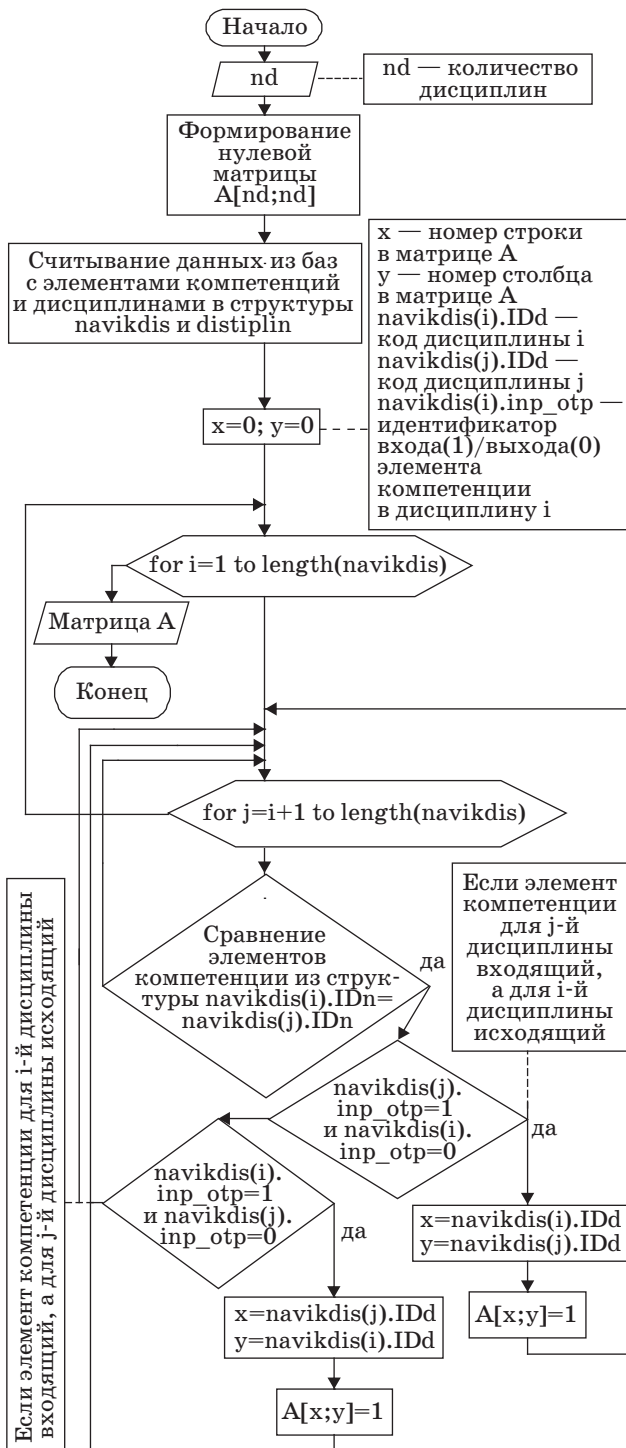 Начало
nd
nd — количество
дисциплин
Формирование
нулевой
матрицы
A[nd;nd]
Считывание данных из баз
с элементами компетенций
и дисциплинами в структуры
navikdis и distiplin
x — номер строки
в матрице A
y — номер столбца
в матрице A
navikdis(i).IDd —
код дисциплины i
navikdis(j).IDd —
код дисциплины j
navikdis(i).inp_otp —
идентификатор
входа(1)/выхода(0)
элемента
компетенции
в дисциплину i
x=0; y=0
for i=1 to length(navikdis)
Матрица A
Конец
for j=i+1 to length(navikdis)
Сравнение
элементов
компетенции из струк-
туры navikdis(i).IDn=
navikdis(j).IDn
да
Если элемент
компетенции
для j-й
дисциплины
входящий,
а для i-й
дисциплины
исходящий
navikdis(j).
inp_otp=1
и navikdis(i).
inp_otp=0
да
navikdis(i).
inp_otp=1
и navikdis(j).
inp_otp=0
да
x=navikdis(i).IDd
y=navikdis(j).IDd
A[x;y]=1
x=navikdis(j).IDd
y=navikdis(i).IDd
A[x;y]=1
Если элемент компетенции для i-й дисциплины
входящий, а для j-й дисциплины исходящий